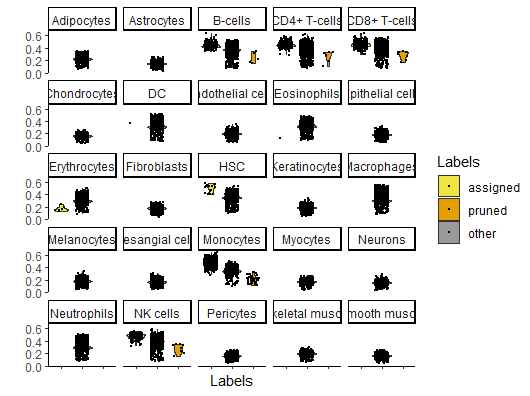 Adipocytes Astrocytes B-cells CD4+ T-cells CD8+ T-cells
0.6
0.4
0.2
0.0
Chondrocytes DC ndothelial cell Eosinophils pithelial cell
0.6
0.4
0.2
0.0
Erythrocytes Fibroblasts HSC Keratinocytes Macrophages
0.6
0.4
0.2
0.0
Melanocytes esangial cell Monocytes Myocytes Neurons
0.6
0.4
0.2
0.0
Neutrophils NK cells Pericytes keletal musc mooth musc
0.6
0.4
0.2
0.0
Labels
Labels
assigned
pruned
other